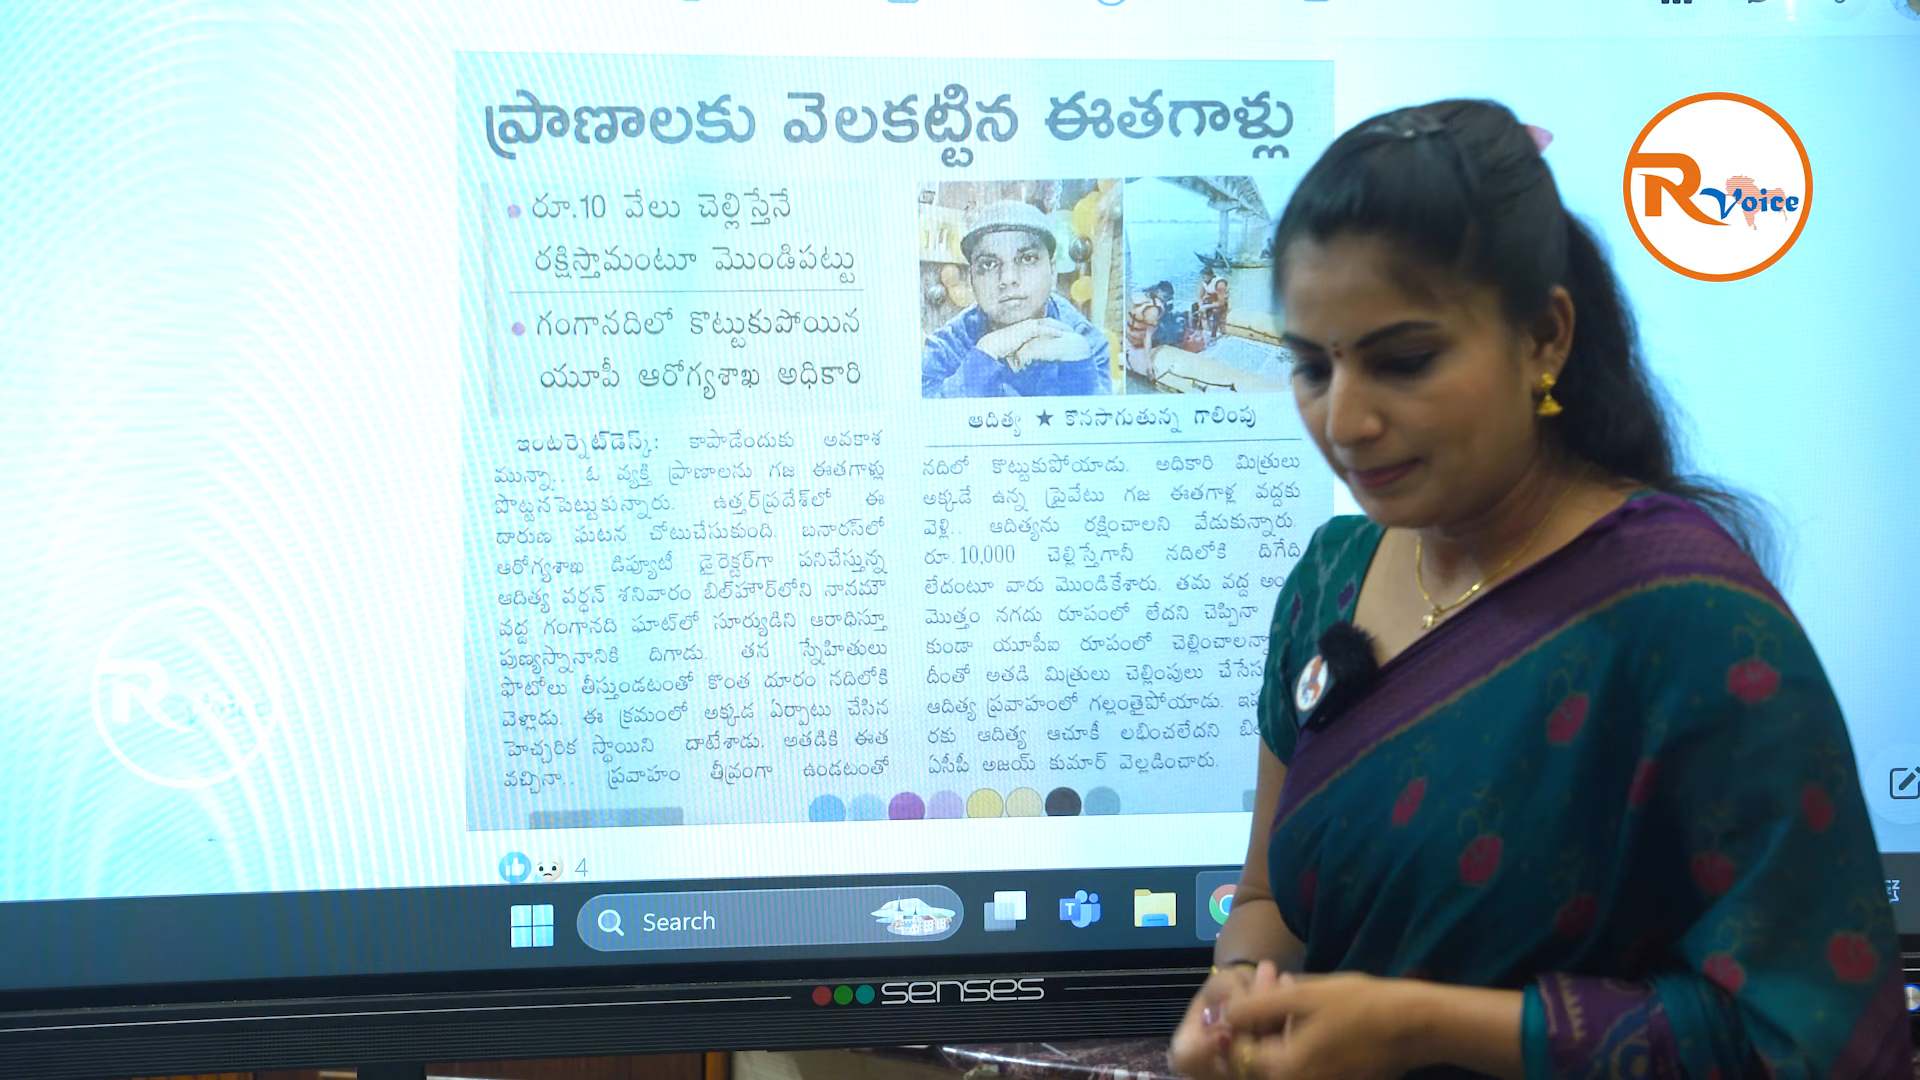 ప్రాణాలకు వెలకట్టిన ఈతగాళ్లు
రూ.10 వేలు చెల్లిస్తేనే
రక్షిస్తామంటూ మొండిపట్టు
గంగానదిలో కొట్టుకుపోయిన
యూపీ ఆరోగ్యశాఖ అధికారి
ఆదిత్య ★ కొనసాగుతున్న గాలింపు
ఇంటర్నెట్‌డెస్క్: కాపాడేందుకు అవకాశ
మున్నా.. ఓ వ్యక్తి ప్రాణాలను గజ ఈతగాళ్లు
పొట్టనపెట్టుకున్నారు. ఉత్తర్‌ప్రదేశ్‌లో ఈ
దారుణ ఘటన చోటుచేసుకుంది. బనారస్‌లో
ఆరోగ్యశాఖ డిప్యూటీ డైరెక్టర్‌గా పనిచేస్తున్న
ఆదిత్య వర్ధన్ శనివారం బిల్‌హౌర్‌లోని నానమౌ
వద్ద గంగానది ఘాట్‌లో సూర్యుడిని ఆరాధిస్తూ
పుణ్యస్నానానికి దిగాడు. తన స్నేహితులు
ఫొటోలు తీస్తుండటంతో కొంత దూరం నదిలోకి
వెళ్లాడు. ఈ క్రమంలో అక్కడ ఏర్పాటు చేసిన
హెచ్చరిక స్థాయిని దాటేశాడు. అతడికి ఈత
వచ్చినా.. ప్రవాహం తీవ్రంగా ఉండటంతో
నదిలో కొట్టుకుపోయాడు. అధికారి మిత్రులు
అక్కడే ఉన్న ప్రైవేటు గజ ఈతగాళ్ల వద్దకు
వెళ్లి.. ఆదిత్యను రక్షించాలని వేడుకున్నారు.
రూ.10,000 చెల్లిస్తేగానీ నదిలోకి దిగేది
లేదంటూ వారు మొండికేశారు. తమ వద్ద అం
మొత్తం నగదు రూపంలో లేదని చెప్పినా
కుండా యూపీఐ రూపంలో చెల్లించాలన్నా
దీంతో అతడి మిత్రులు చెల్లింపులు చేసేస
ఆదిత్య ప్రవాహంలో గల్లంతైపోయాడు. ఇప
రకు ఆదిత్య ఆచూకీ లభించలేదని బి
ఏసీపీ అజయ్ కుమార్ వెల్లడించారు.
4
Search
senses
R Voice
R Voice